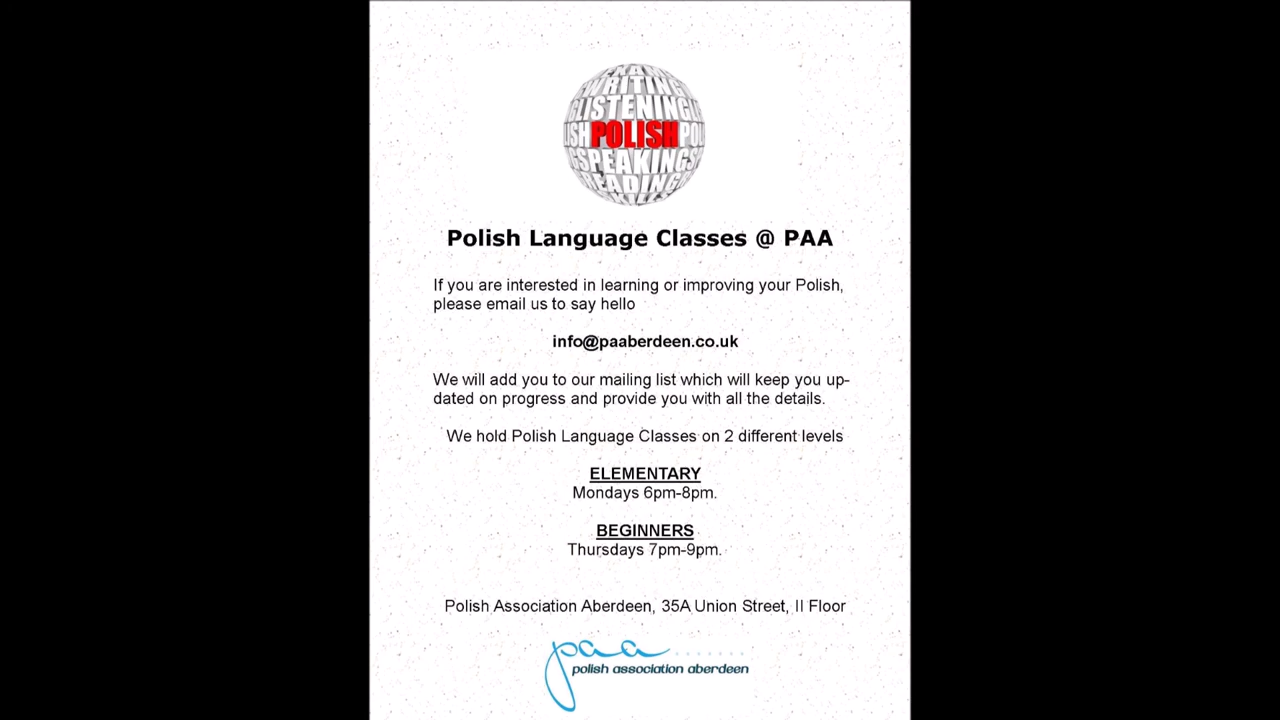 WRITING
LISTENING
ISH POLISH POL
SPEAKING
READING
Polish Language Classes @ PAA
If you are interested in learning or improving your Polish,
please email us to say hello
info@paaberdeen.co.uk
We will add you to our mailing list which will keep you up-
dated on progress and provide you with all the details.
We hold Polish Language Classes on 2 different levels
ELEMENTARY
Mondays 6pm-8pm.
BEGINNERS
Thursdays 7pm-9pm.
Polish Association Aberdeen, 35A Union Street, II Floor
paa
polish association aberdeen